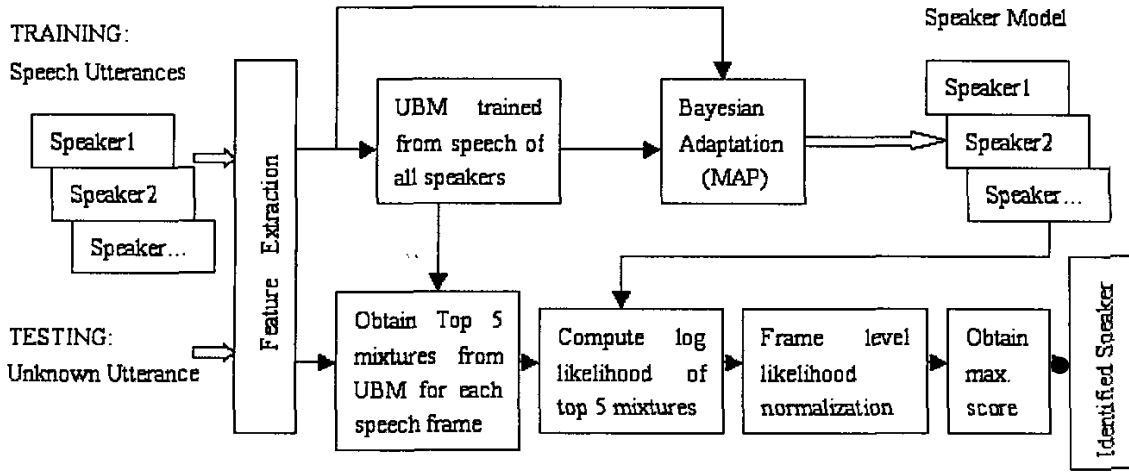 TRAINING:
Speech Utterances
Speaker1
Speaker2
Speaker...
TESTING:
Unknown Utterance
Feature Extraction
UBM trained
from speech of
all speakers
Bayesian
Adaptation
(MAP)
Speaker Model
Speaker1
Speaker2
Speaker...
Obtain Top 5
mixtures from
UBM for each
speech frame
Compute log
likelihood of
top 5 mixtures
Frame level
likelihood
normalization
Obtain
max.
score
Identified Speaker